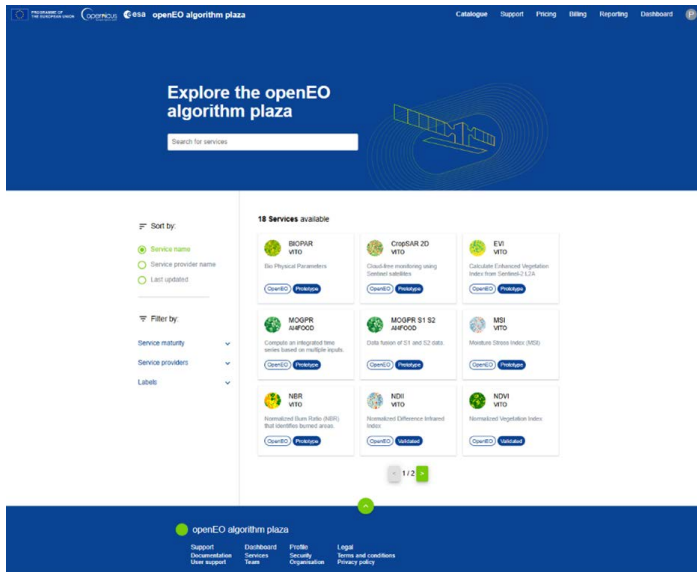 PROGRAMME OF
THE EUROPEAN UNION
opernicus
esa
openEO algorithm plaza
Catalogue Support Pricing Billing Reporting Dashboard P
Explore the openEO
algorithm plaza
Search for services
18 Services available
Sort by:
Service name
Service provider name
Last updated
Filter by:
Service maturity
Service providers
Labels
BIOPAR
VITO
Bio Physical Parameters
OpenEO Prototype
CropSAR 2D
VITO
Cloud-free monitoring using
Sentinel satellites
OpenEO Prototype
EVI
VITO
Calculate Enhanced Vegetation
Index from Sentinel-2 L2A
OpenEO Prototype
MOGPR
AI4FOOD
Compute an integrated time
series based on multiple inputs.
OpenEO Prototype
MOGPR S1 S2
AI4FOOD
Data fusion of S1 and S2 data.
OpenEO Prototype
MSI
VITO
Moisture Stress Index (MSI)
OpenEO Prototype
NBR
VITO
Normalized Burn Ratio (NBR)
that identifies burned areas.
OpenEO Prototype
NDII
VITO
Normalized Difference Infrared
Index
OpenEO Validated
NDVI
VITO
Normalized Vegetation Index
OpenEO Validated
< 1 / 2 >
openEO algorithm plaza
Support Dashboard Profile Legal
Documentation Services Security Terms and conditions
User support Team Organisation Privacy policy